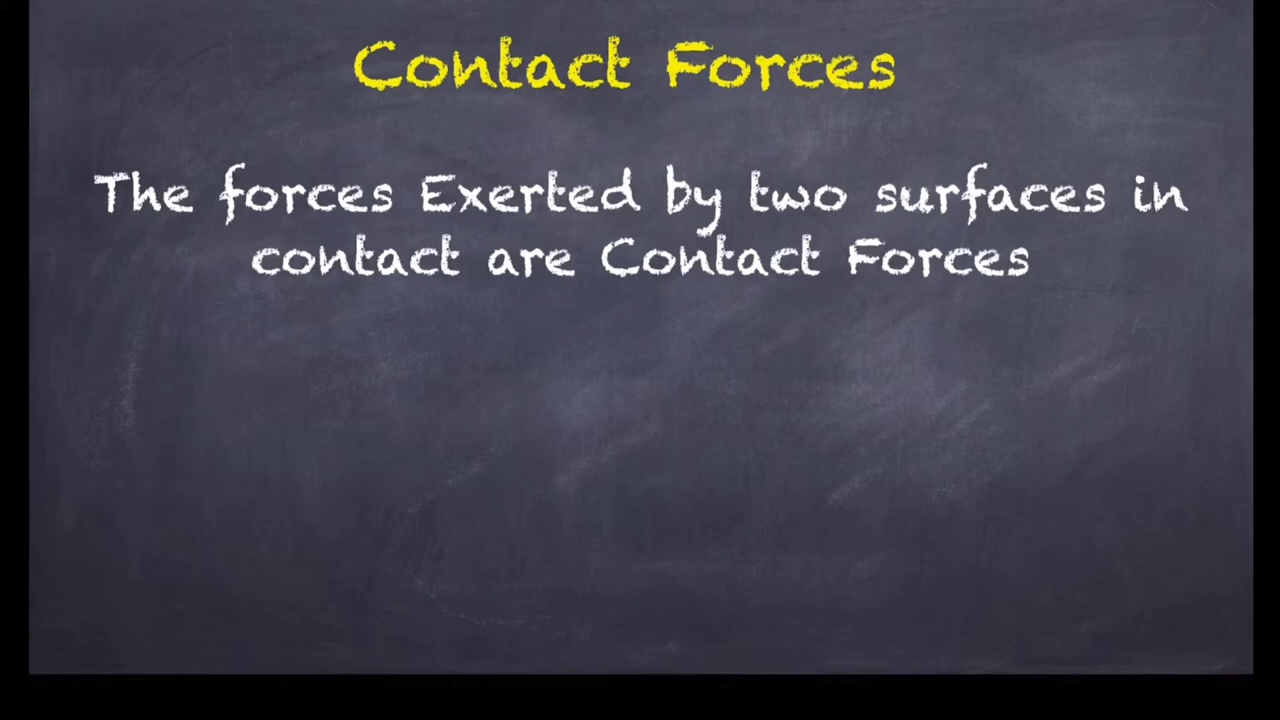 Contact Forces
The forces Exerted by two surfaces in
contact are Contact Forces